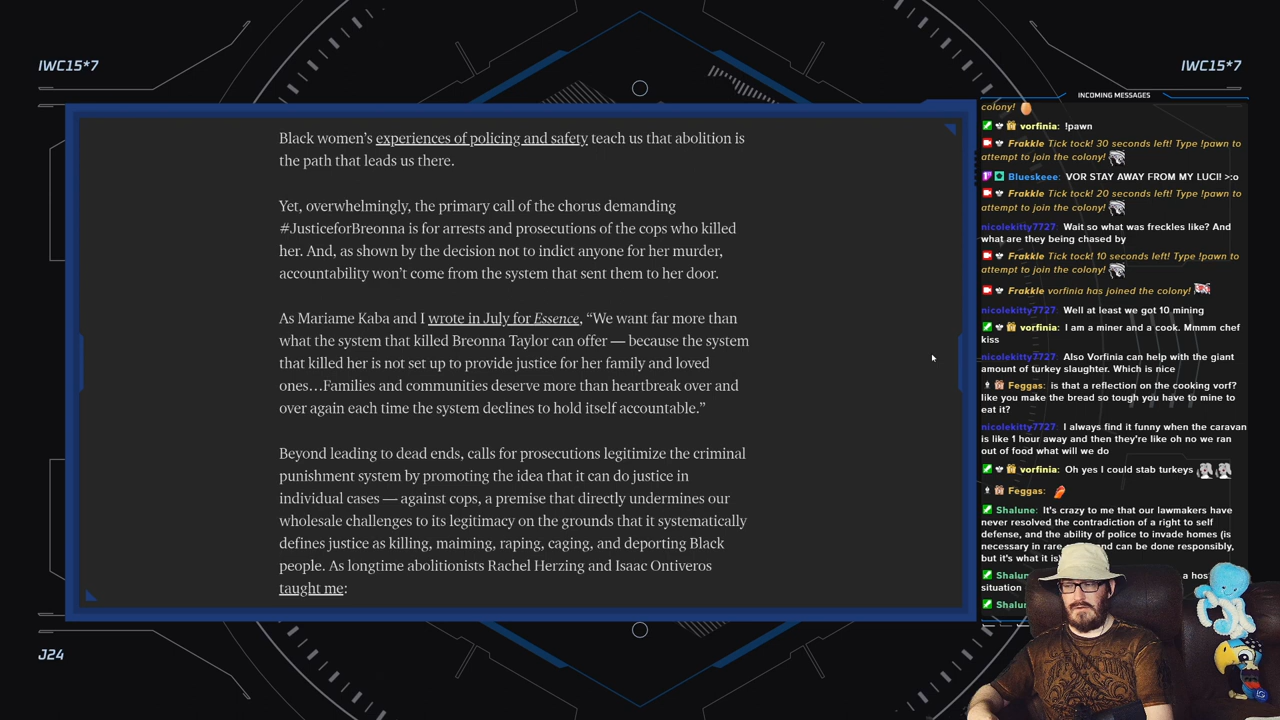 IWC15*7
IWC15*7
Black women’s experiences of policing and safety teach us that abolition is
the path that leads us there.
Yet, overwhelmingly, the primary call of the chorus demanding
#JusticeforBreonna is for arrests and prosecutions of the cops who killed
her. And, as shown by the decision not to indict anyone for her murder,
accountability won’t come from the system that sent them to her door.
As Mariame Kaba and I wrote in July for Essence, “We want far more than
what the system that killed Breonna Taylor can offer — because the system
that killed her is not set up to provide justice for her family and loved
ones…Families and communities deserve more than heartbreak over and
over again each time the system declines to hold itself accountable.”
Beyond leading to dead ends, calls for prosecutions legitimize the criminal
punishment system by promoting the idea that it can do justice in
individual cases — against cops, a premise that directly undermines our
wholesale challenges to its legitimacy on the grounds that it systematically
defines justice as killing, maiming, raping, caging, and deporting Black
people. As longtime abolitionists Rachel Herzing and Isaac Ontiveros
taught me:
INCOMING MESSAGES
colony!
vorfinia: !pawn
Frakkle Tick tock! 30 seconds left! Type !pawn to
attempt to join the colony!
Blueskeee: VOR STAY AWAY FROM MY LUCI! >:o
Frakkle Tick tock! 20 seconds left! Type !pawn to
attempt to join the colony!
nicolekitty7727: Wait so what was freckles like? And
what are they being chased by
Frakkle Tick tock! 10 seconds left! Type !pawn to
attempt to join the colony!
Frakkle vorfinia has joined the colony!
nicolekitty7727: Well at least we got 10 mining
vorfinia: I am a miner and a cook. Mmmm chef
kiss
nicolekitty7727: Also Vorfinia can help with the giant
amount of turkey slaughter. Which is nice
Feggas: is that a reflection on the cooking vorf?
like you make the bread so tough you have to mine to
eat it?
nicolekitty7727: I always find it funny when the caravan
is like 1 hour away and then they're like oh no we ran
out of food what will we do
vorfinia: Oh yes I could stab turkeys
Feggas:
Shalune: It's crazy to me that our lawmakers have
never resolved the contradiction of a right to self
defense, and the ability of police to invade homes (is
necessary in rare and can be done responsibly,
but it's what it is
Shalun a hos
situation
Shalun
J24